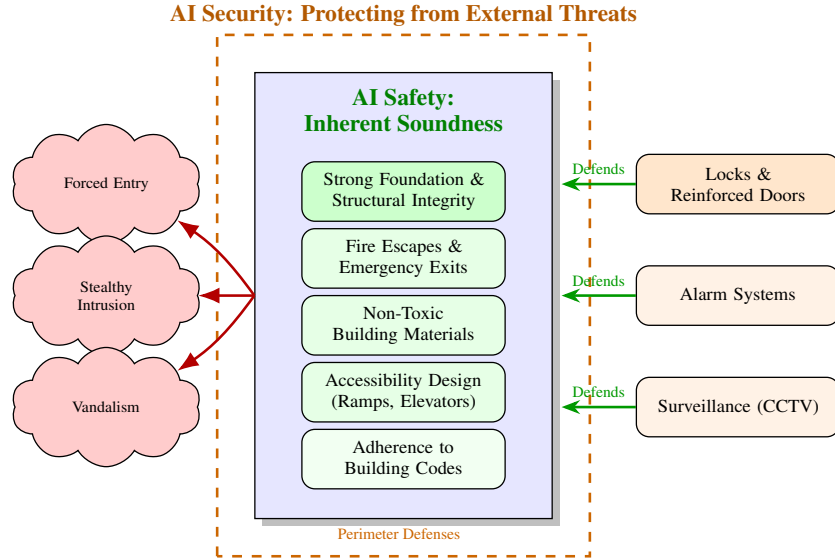 AI Security: Protecting from External Threats
AI Safety:
Inherent Soundness
Forced Entry
Stealthy
Intrusion
Vandalism
Strong Foundation &
Structural Integrity
Fire Escapes &
Emergency Exits
Non-Toxic
Building Materials
Accessibility Design
(Ramps, Elevators)
Adherence to
Building Codes
Defends
Locks &
Reinforced Doors
Defends
Alarm Systems
Defends
Surveillance (CCTV)
Perimeter Defenses